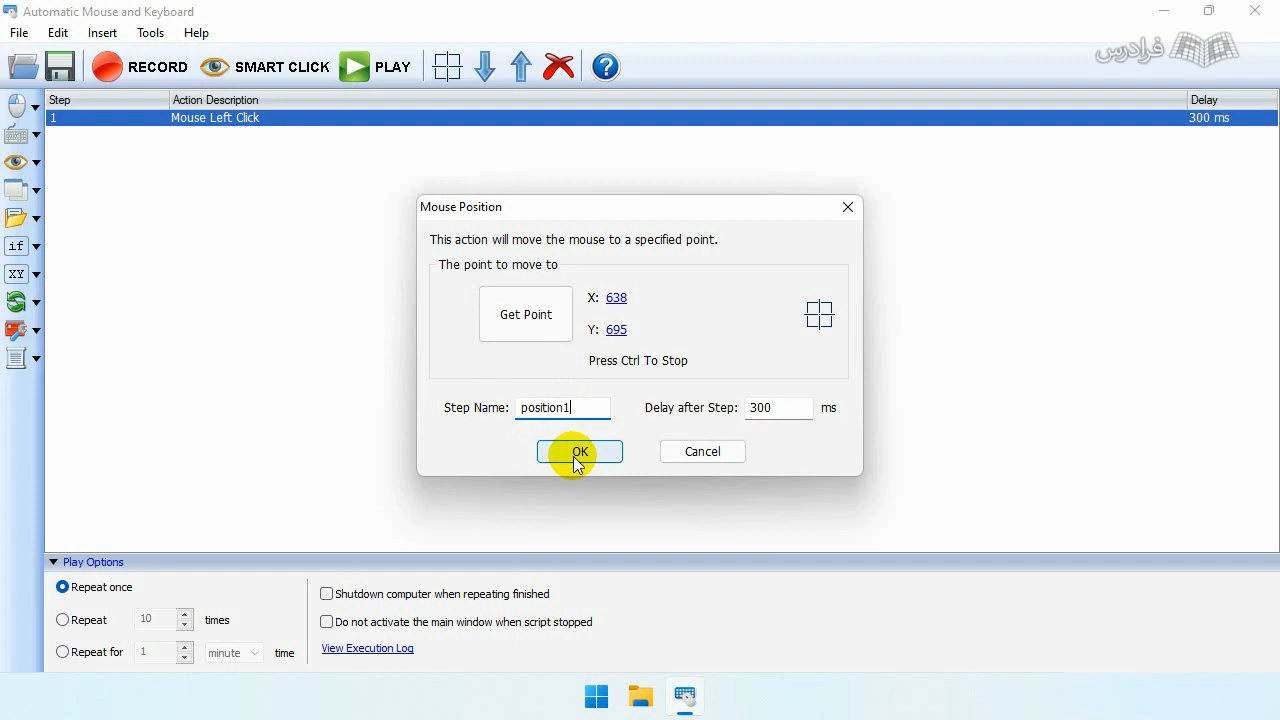 Automatic Mouse and Keyboard
File Edit Insert Tools Help
RECORD SMART CLICK PLAY ?
فرادرس
Step Action Description Delay
1 Mouse Left Click 300 ms
Mouse Position
This action will move the mouse to a specified point.
The point to move to
Get Point
X: 638
Y: 695
Press Ctrl To Stop
Step Name: position1 Delay after Step: 300 ms
OK Cancel
if
XY
Play Options
Repeat once
Repeat 10 times
Repeat for 1 minute time
Shutdown computer when repeating finished
Do not activate the main window when script stopped
View Execution Log